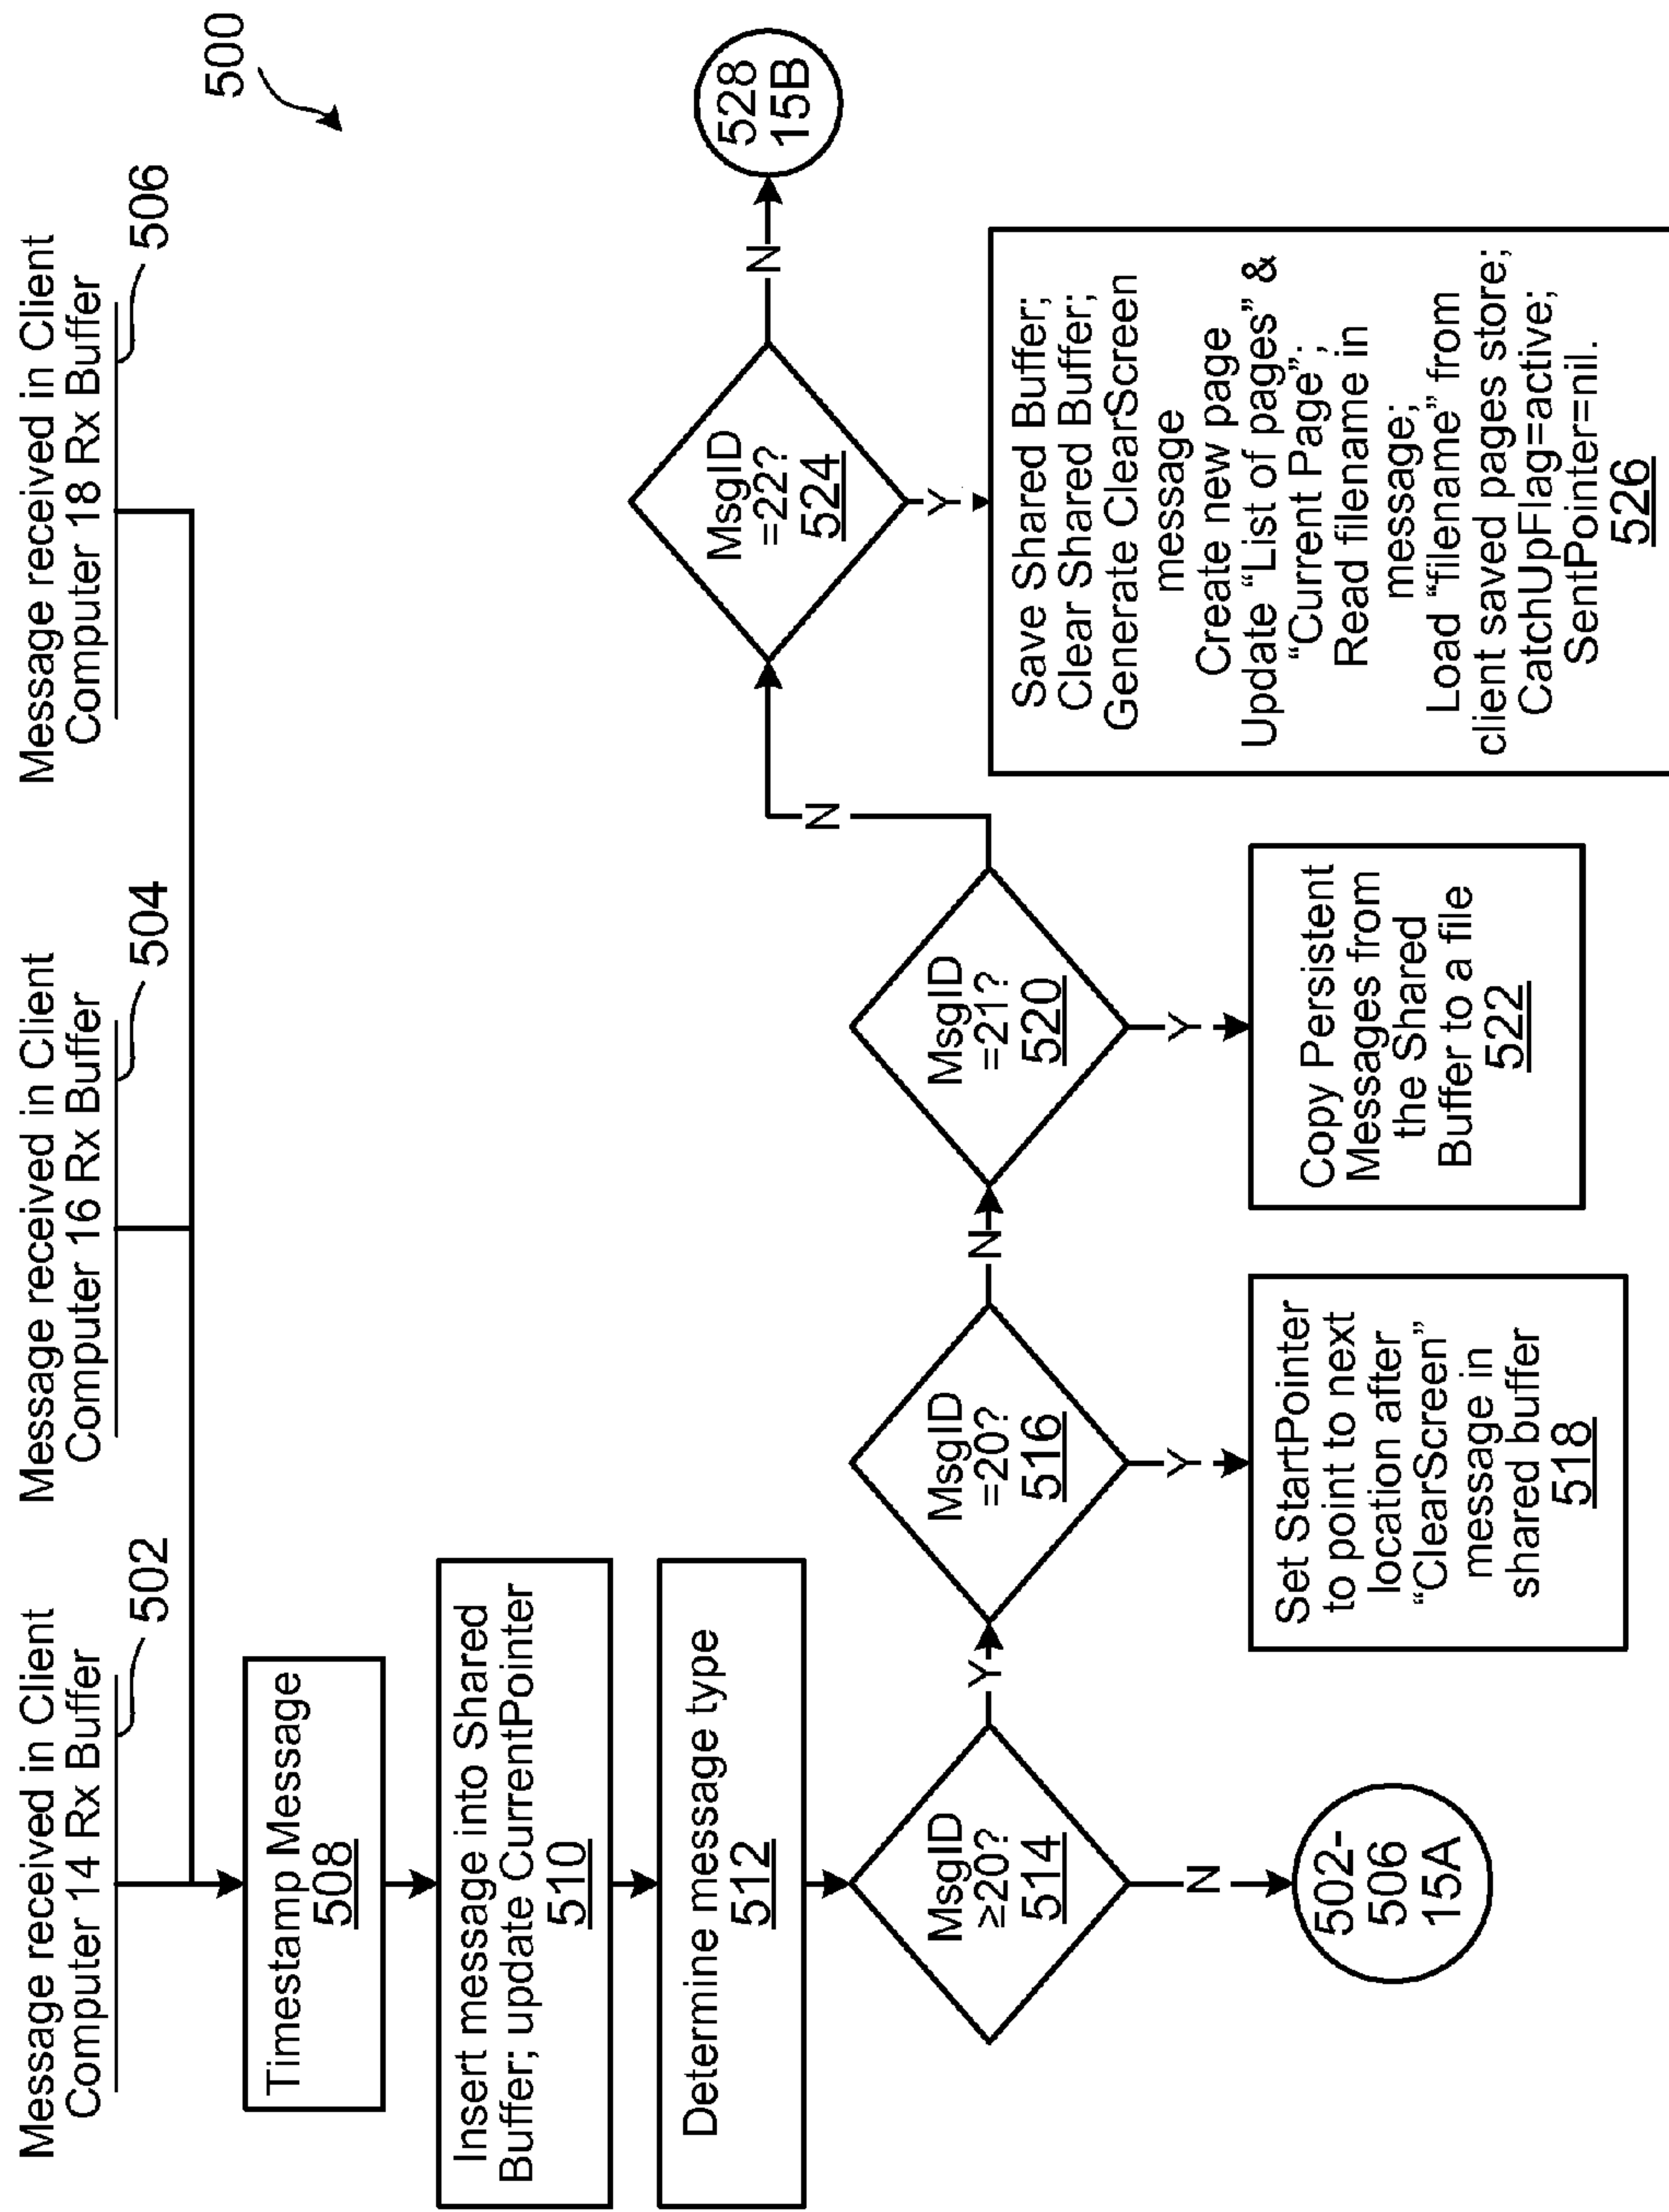 500
Message received in Client
Computer 14 Rx Buffer
502
Message received in Client
Computer 16 Rx Buffer
504
Message received in Client
Computer 18 Rx Buffer
506
Timestamp Message
508
Insert message into Shared
Buffer; update CurrentPointer
510
Determine message type
512
MsgID
≥20?
514
N
502-
506
15A
Y
MsgID
=20?
516
Y
Set StartPointer
to point to next
location after
“ClearScreen”
message in
shared buffer
518
N
MsgID
=21?
520
Y
Copy Persistent
Messages from
the Shared
Buffer to a file
522
N
MsgID
=22?
524
Y
Save Shared Buffer;
Clear Shared Buffer;
Generate ClearScreen
message
Create new page
Update “List of pages” &
“Current Page”;
Read filename in
message;
Load “filename” from
client saved pages store;
CatchUpFlag=active;
SentPointer=nil.
526
N
528
15B